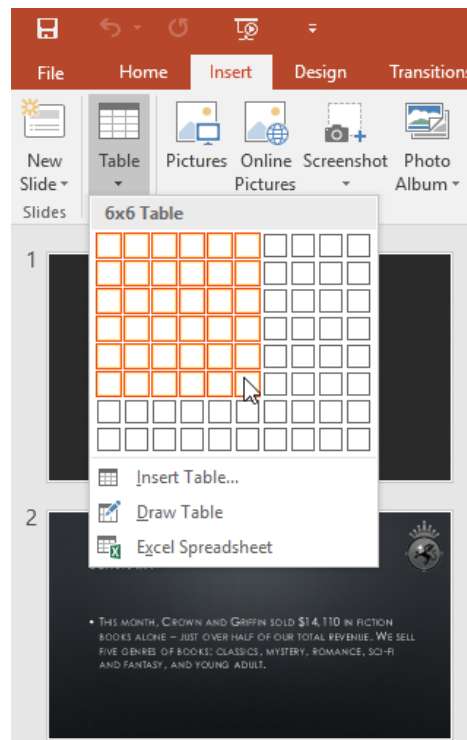 File Home Insert Design Transitions
New Slide
Table
Pictures
Online Pictures
Screenshot
Photo Album
Slides
6x6 Table
1
Insert Table...
Draw Table
Excel Spreadsheet
2
• THIS MONTH, CROWN AND GRIFFIN SOLD $14,110 IN FICTION
BOOKS ALONE – JUST OVER HALF OF OUR TOTAL REVENUE. WE SELL
FIVE GENRES OF BOOKS: CLASSICS, MYSTERY, ROMANCE, SCI-FI
AND FANTASY, AND YOUNG ADULT.